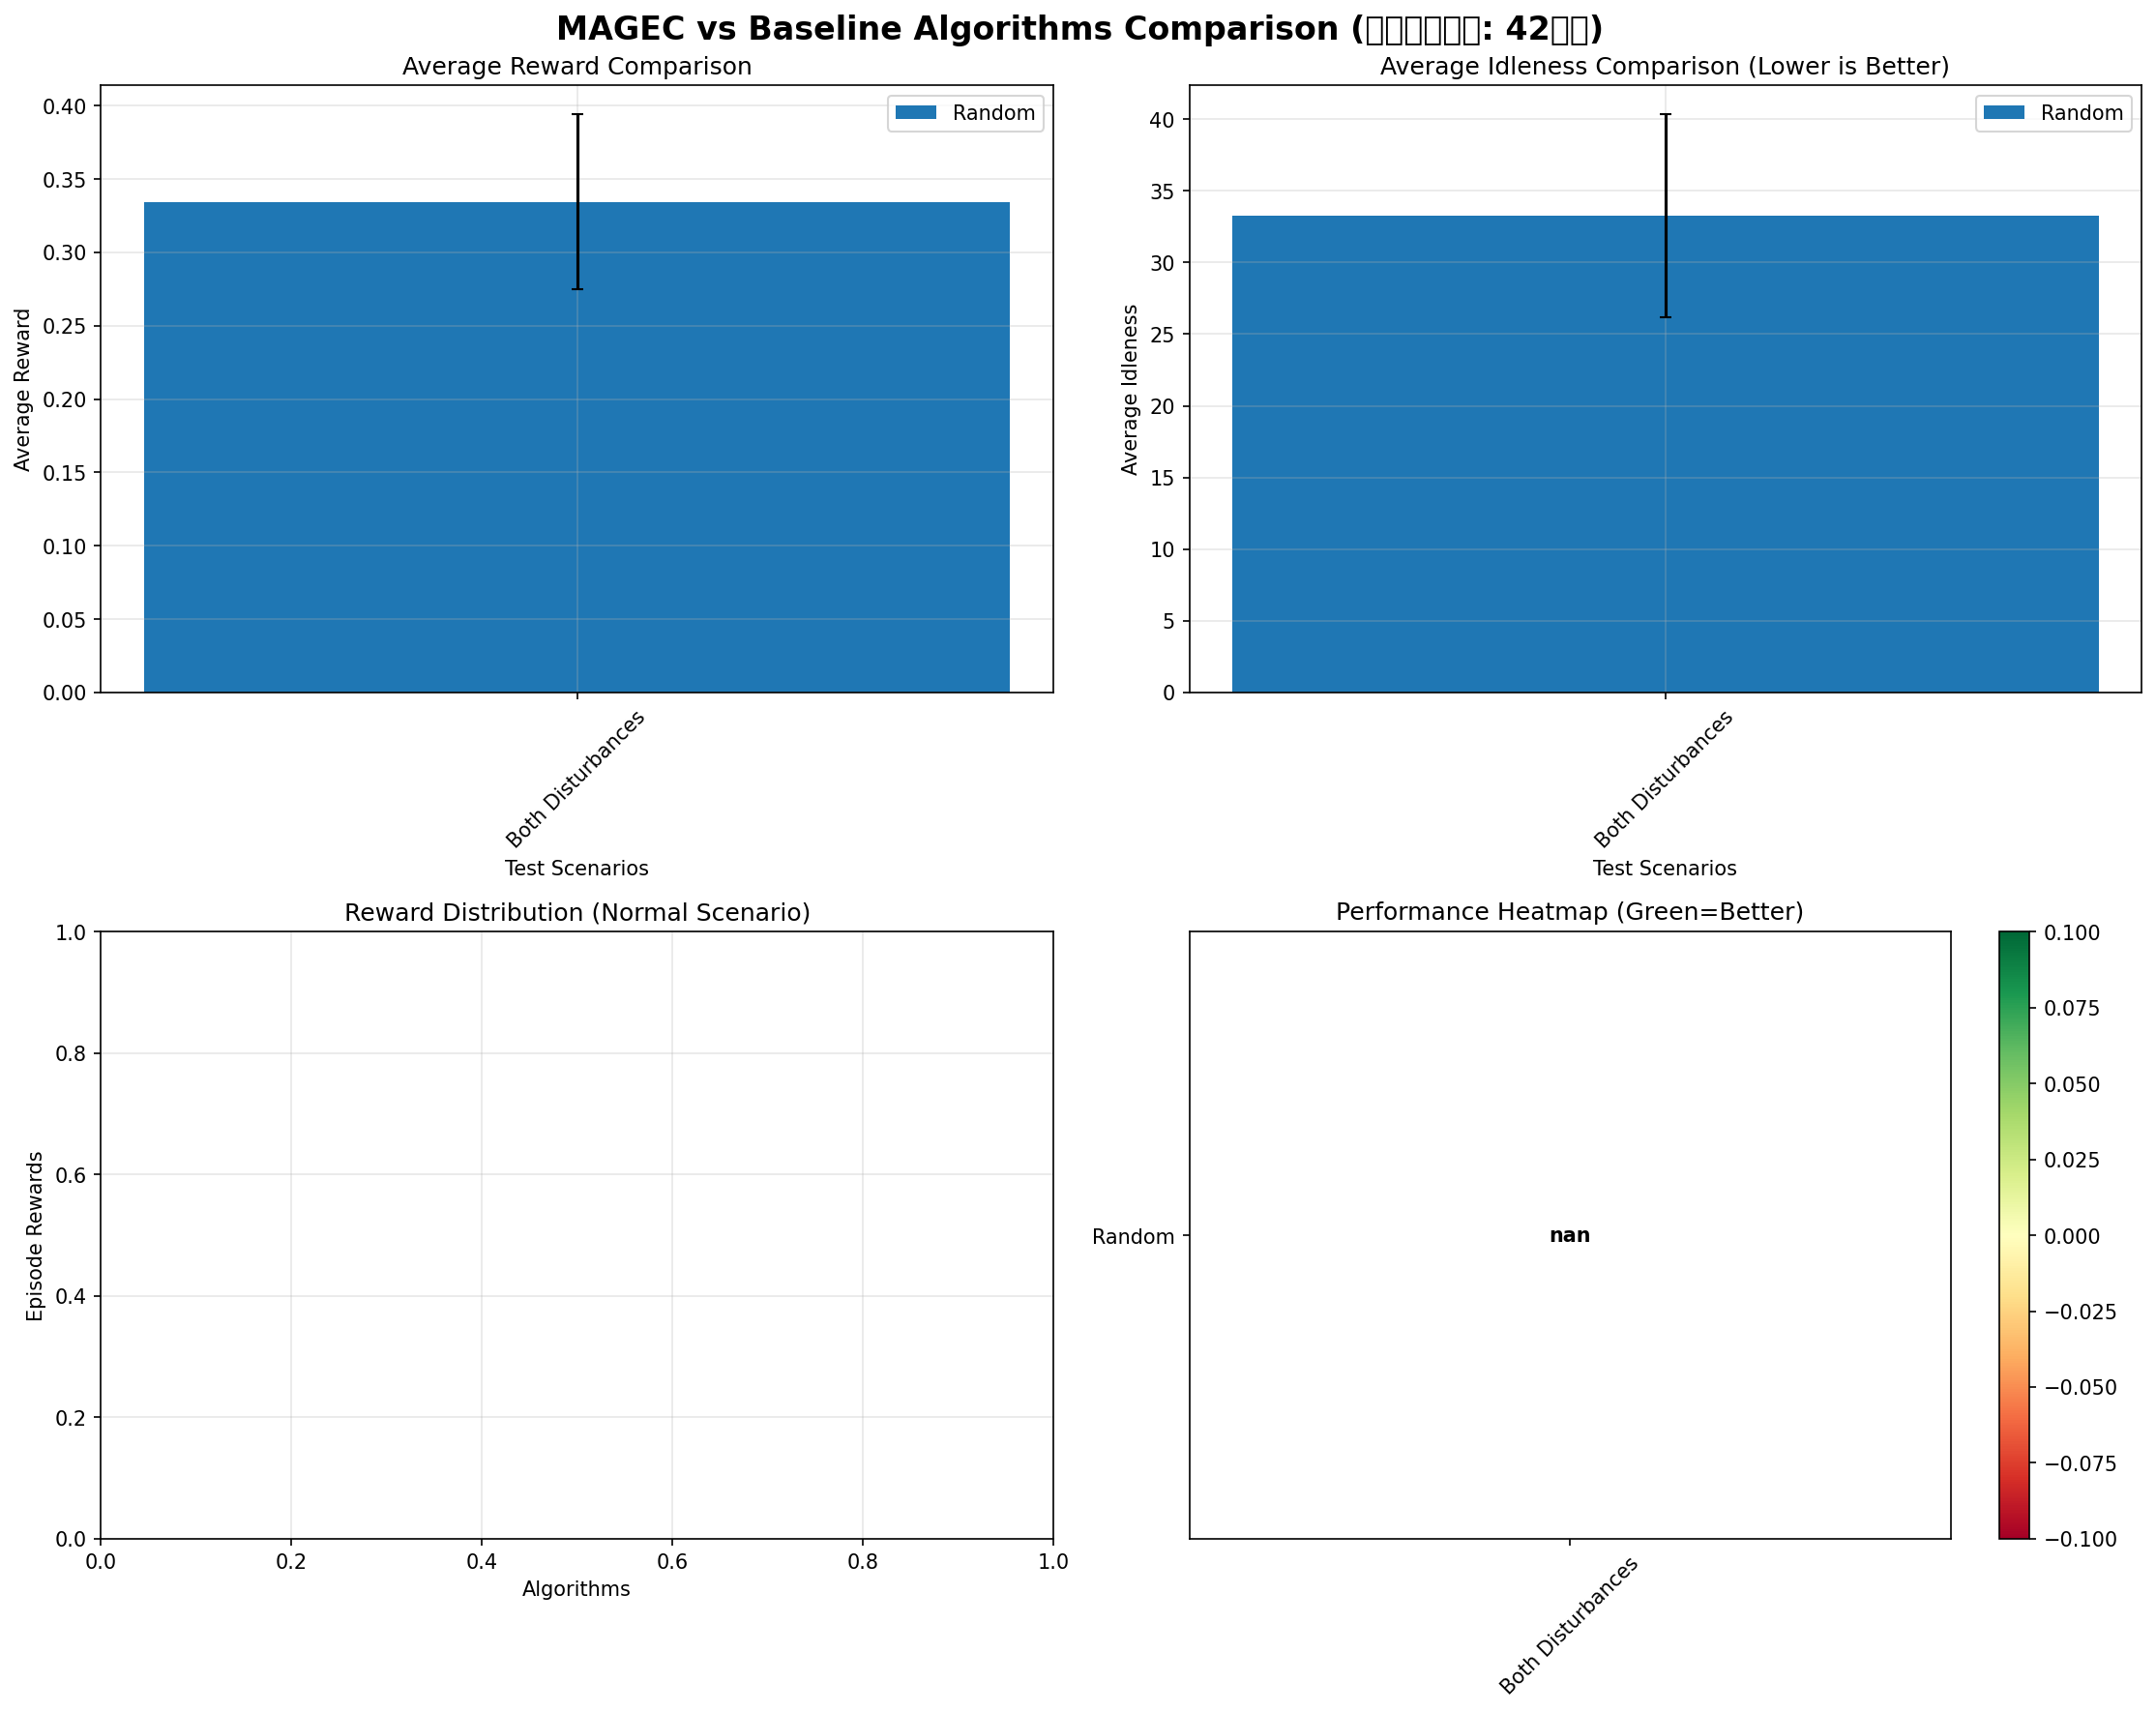 MAGEC vs Baseline Algorithms Comparison (: 42)
Average Reward Comparison
0.40
0.35
0.30
0.25
0.20
0.15
0.10
0.05
0.00
Average Reward
Random
Both Disturbances
Test Scenarios
Average Idleness Comparison (Lower is Better)
40
35
30
25
20
15
10
5
0
Average Idleness
Random
Both Disturbances
Test Scenarios
Reward Distribution (Normal Scenario)
1.0
0.8
0.6
0.4
0.2
0.0
Episode Rewards
0.0 0.2 0.4 0.6 0.8 1.0
Algorithms
Performance Heatmap (Green=Better)
Random
nan
Both Disturbances
0.100
0.075
0.050
0.025
0.000
−0.025
−0.050
−0.075
−0.100